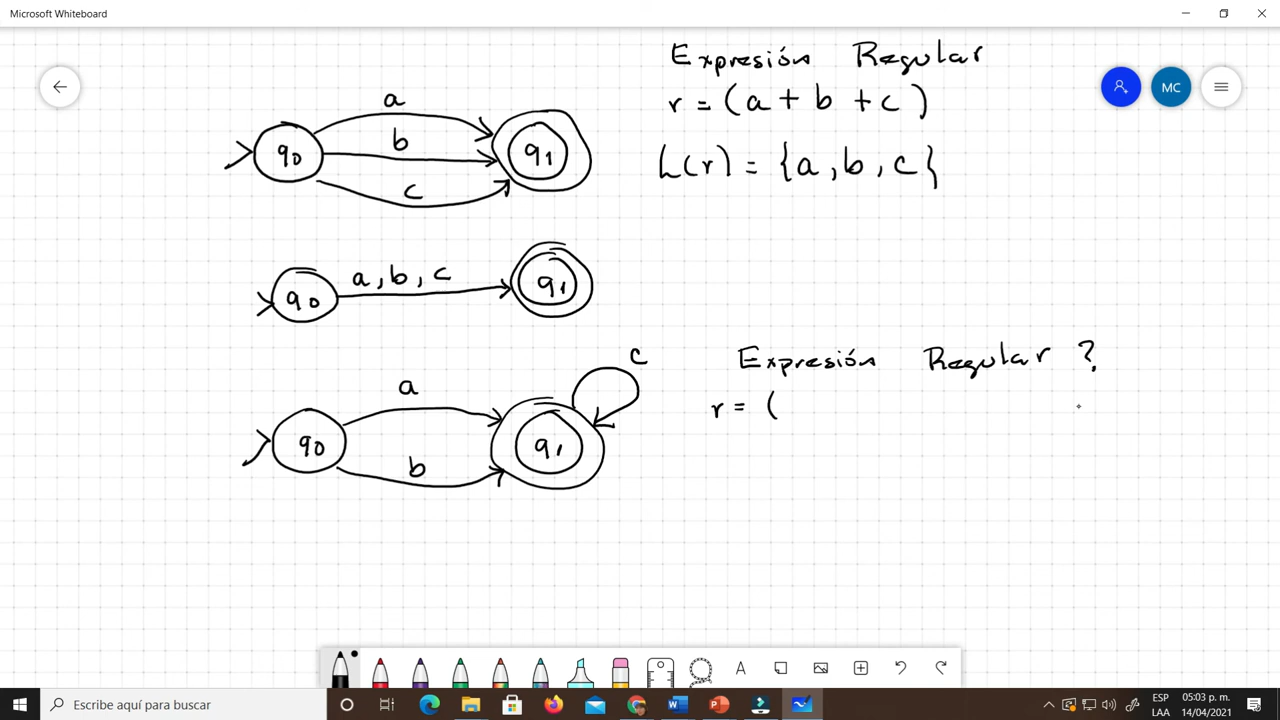 Microsoft Whiteboard
Expresión Regular
r = (a + b + c)
L(r) = {a, b, c}
MC
a
b
c
q0
q1
a, b, c
q0
q1
Expresión Regular ?
r = (
a
b
c
q0
q1
A
W
P
Escribe aquí para buscar
ESP
LAA
05:03 p. m.
14/04/2021